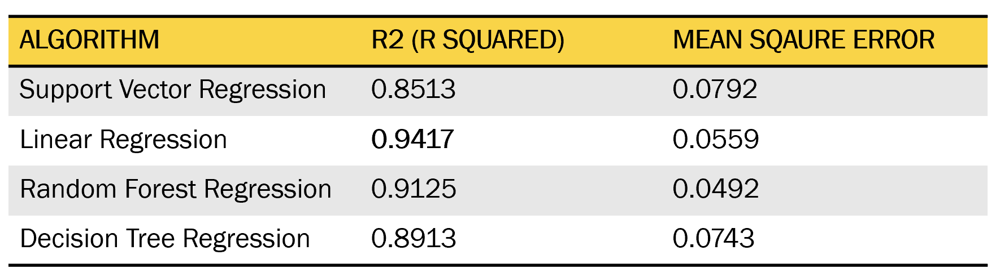 ALGORITHM R2 (R SQUARED) MEAN SQAURE ERROR
Support Vector Regression 0.8513 0.0792
Linear Regression 0.9417 0.0559
Random Forest Regression 0.9125 0.0492
Decision Tree Regression 0.8913 0.0743